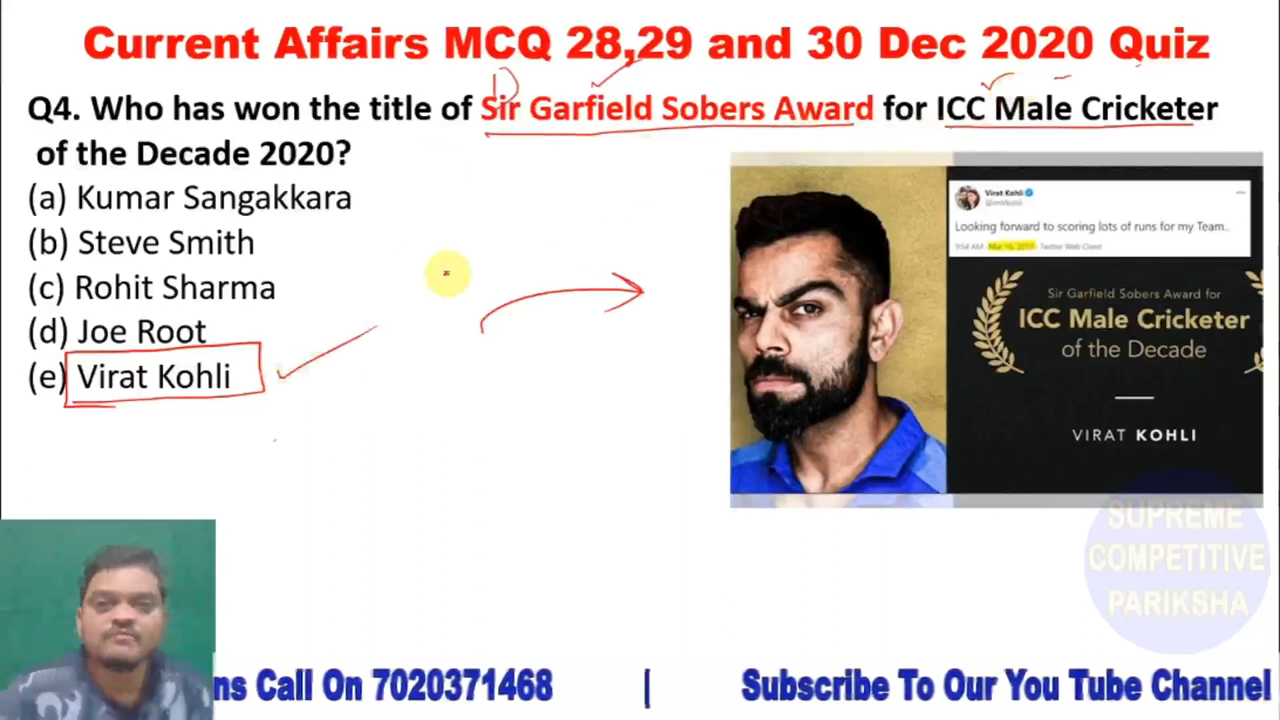 Current Affairs MCQ 28,29 and 30 Dec 2020 Quiz
Q4. Who has won the title of Sir Garfield Sobers Award for ICC Male Cricketer
of the Decade 2020?
(a) Kumar Sangakkara
(b) Steve Smith
(c) Rohit Sharma
(d) Joe Root
(e) Virat Kohli
Virat Kohli
Looking forward to scoring lots of runs for my Team..
Twitter Web Client
Sir Garfield Sobers Award for
ICC Male Cricketer
of the Decade
VIRAT KOHLI
SUPREME
COMPETITIVE
PARIKSHA
ns Call On 7020371468 | Subscribe To Our You Tube Channel